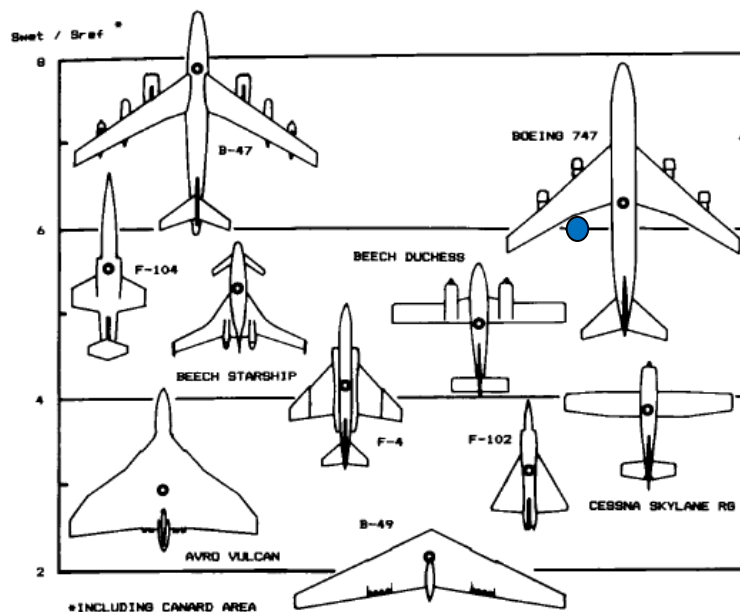 Swet / Sref *
8
BOEING 747
B-47
6
BEECH DUCHESS
F-104
BEECH STARSHIP
4
F-4
F-102
CESSNA SKYLANE RG
B-49
AVRO VULCAN
2
*INCLUDING CANARD AREA